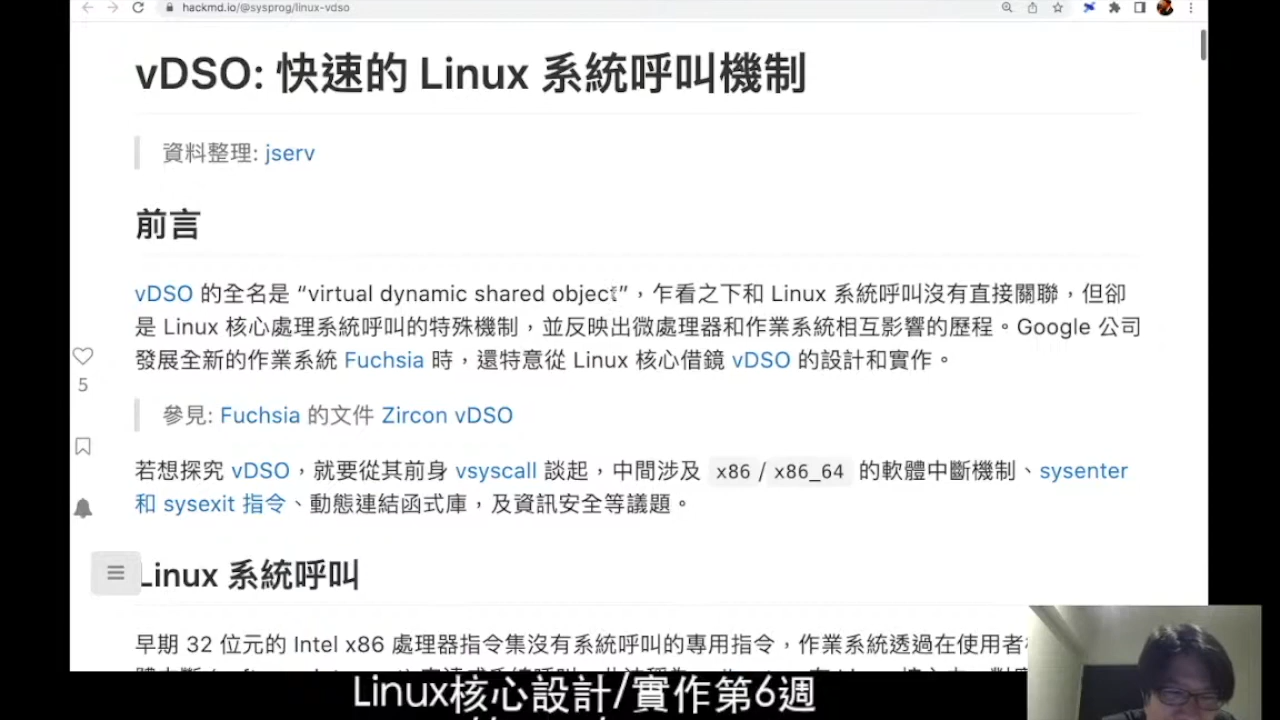 hackmd.io/@sysprog/linux-vdso
vDSO: 快速的 Linux 系統呼叫機制
資料整理: jserv
前言
vDSO 的全名是 “virtual dynamic shared object”，乍看之下和 Linux 系統呼叫沒有直接關聯，但卻
是 Linux 核心處理系統呼叫的特殊機制，並反映出微處理器和作業系統相互影響的歷程。Google 公司
發展全新的作業系統 Fuchsia 時，還特意從 Linux 核心借鏡 vDSO 的設計和實作。
5
參見: Fuchsia 的文件 Zircon vDSO
若想探究 vDSO，就要從其前身 vsyscall 談起，中間涉及 x86 / x86_64 的軟體中斷機制、sysenter
和 sysexit 指令、動態連結函式庫，及資訊安全等議題。
Linux 系統呼叫
早期 32 位元的 Intel x86 處理器指令集沒有系統呼叫的專用指令，作業系統透過在使用者
Linux核心設計/實作第6週